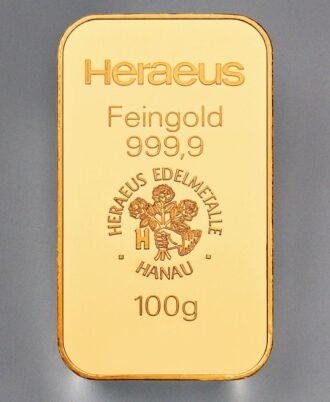 Heraeus
Feingold
999,9
HERAEUS EDELMETALLE
H
· HANAU ·
100g